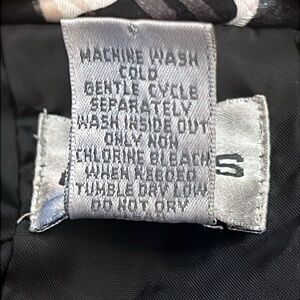 MACHINE WASH
COLD
GENTLE CYCLE
SEPARATELY
WASH INSIDE OUT
ONLY NON
CHLORINE BLEACH
WHEN NEEDED
TUMBLE DRY LOW
DO NOT DRY
S